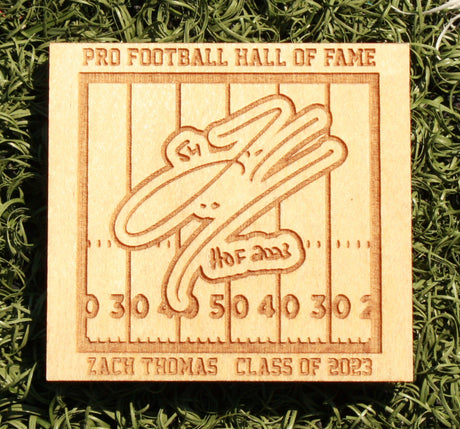 PRO FOOTBALL HALL OF FAME
54
HOF 2023
0 30 40 50 40 30 2
ZACH THOMAS CLASS OF 2023